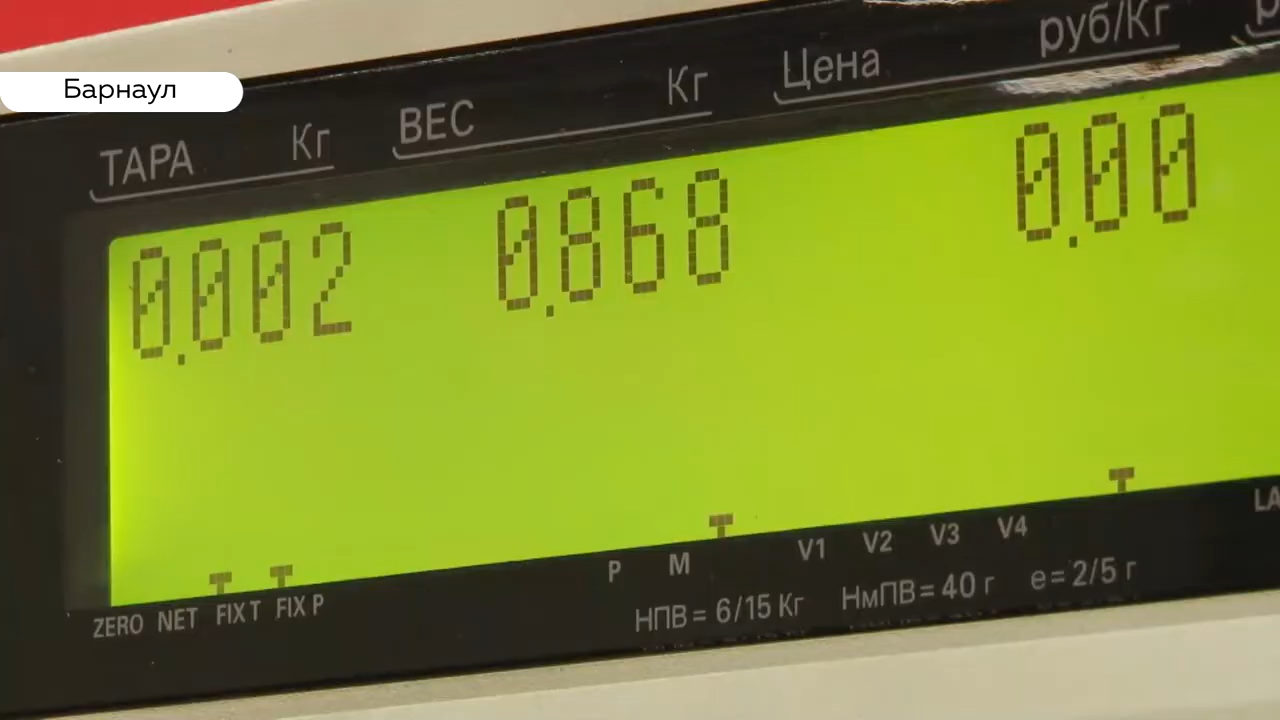 Барнаул
ТАРА Кг ВЕС Кг Цена руб/Кг
0.002 0.868 0.00
ZERO NET FIX T FIX P P M V1 V2 V3 V4
НПВ = 6/15 Кг НмПВ = 40 г e = 2/5 г